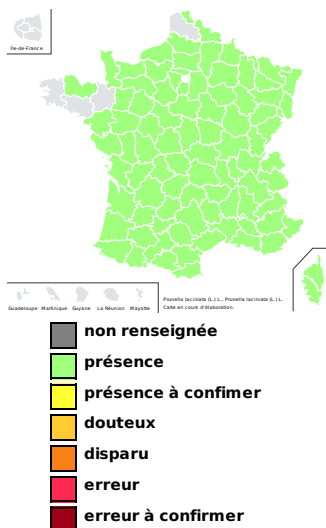 Île-de-France
Guadeloupe Martinique Guyane La Réunion Mayotte
Prunella laciniata (L.) L., Prunella laciniata (L.) L.
Carte en cours d'élaboration.
non renseignée
présence
présence à confimer
douteux
disparu
erreur
erreur à confirmer